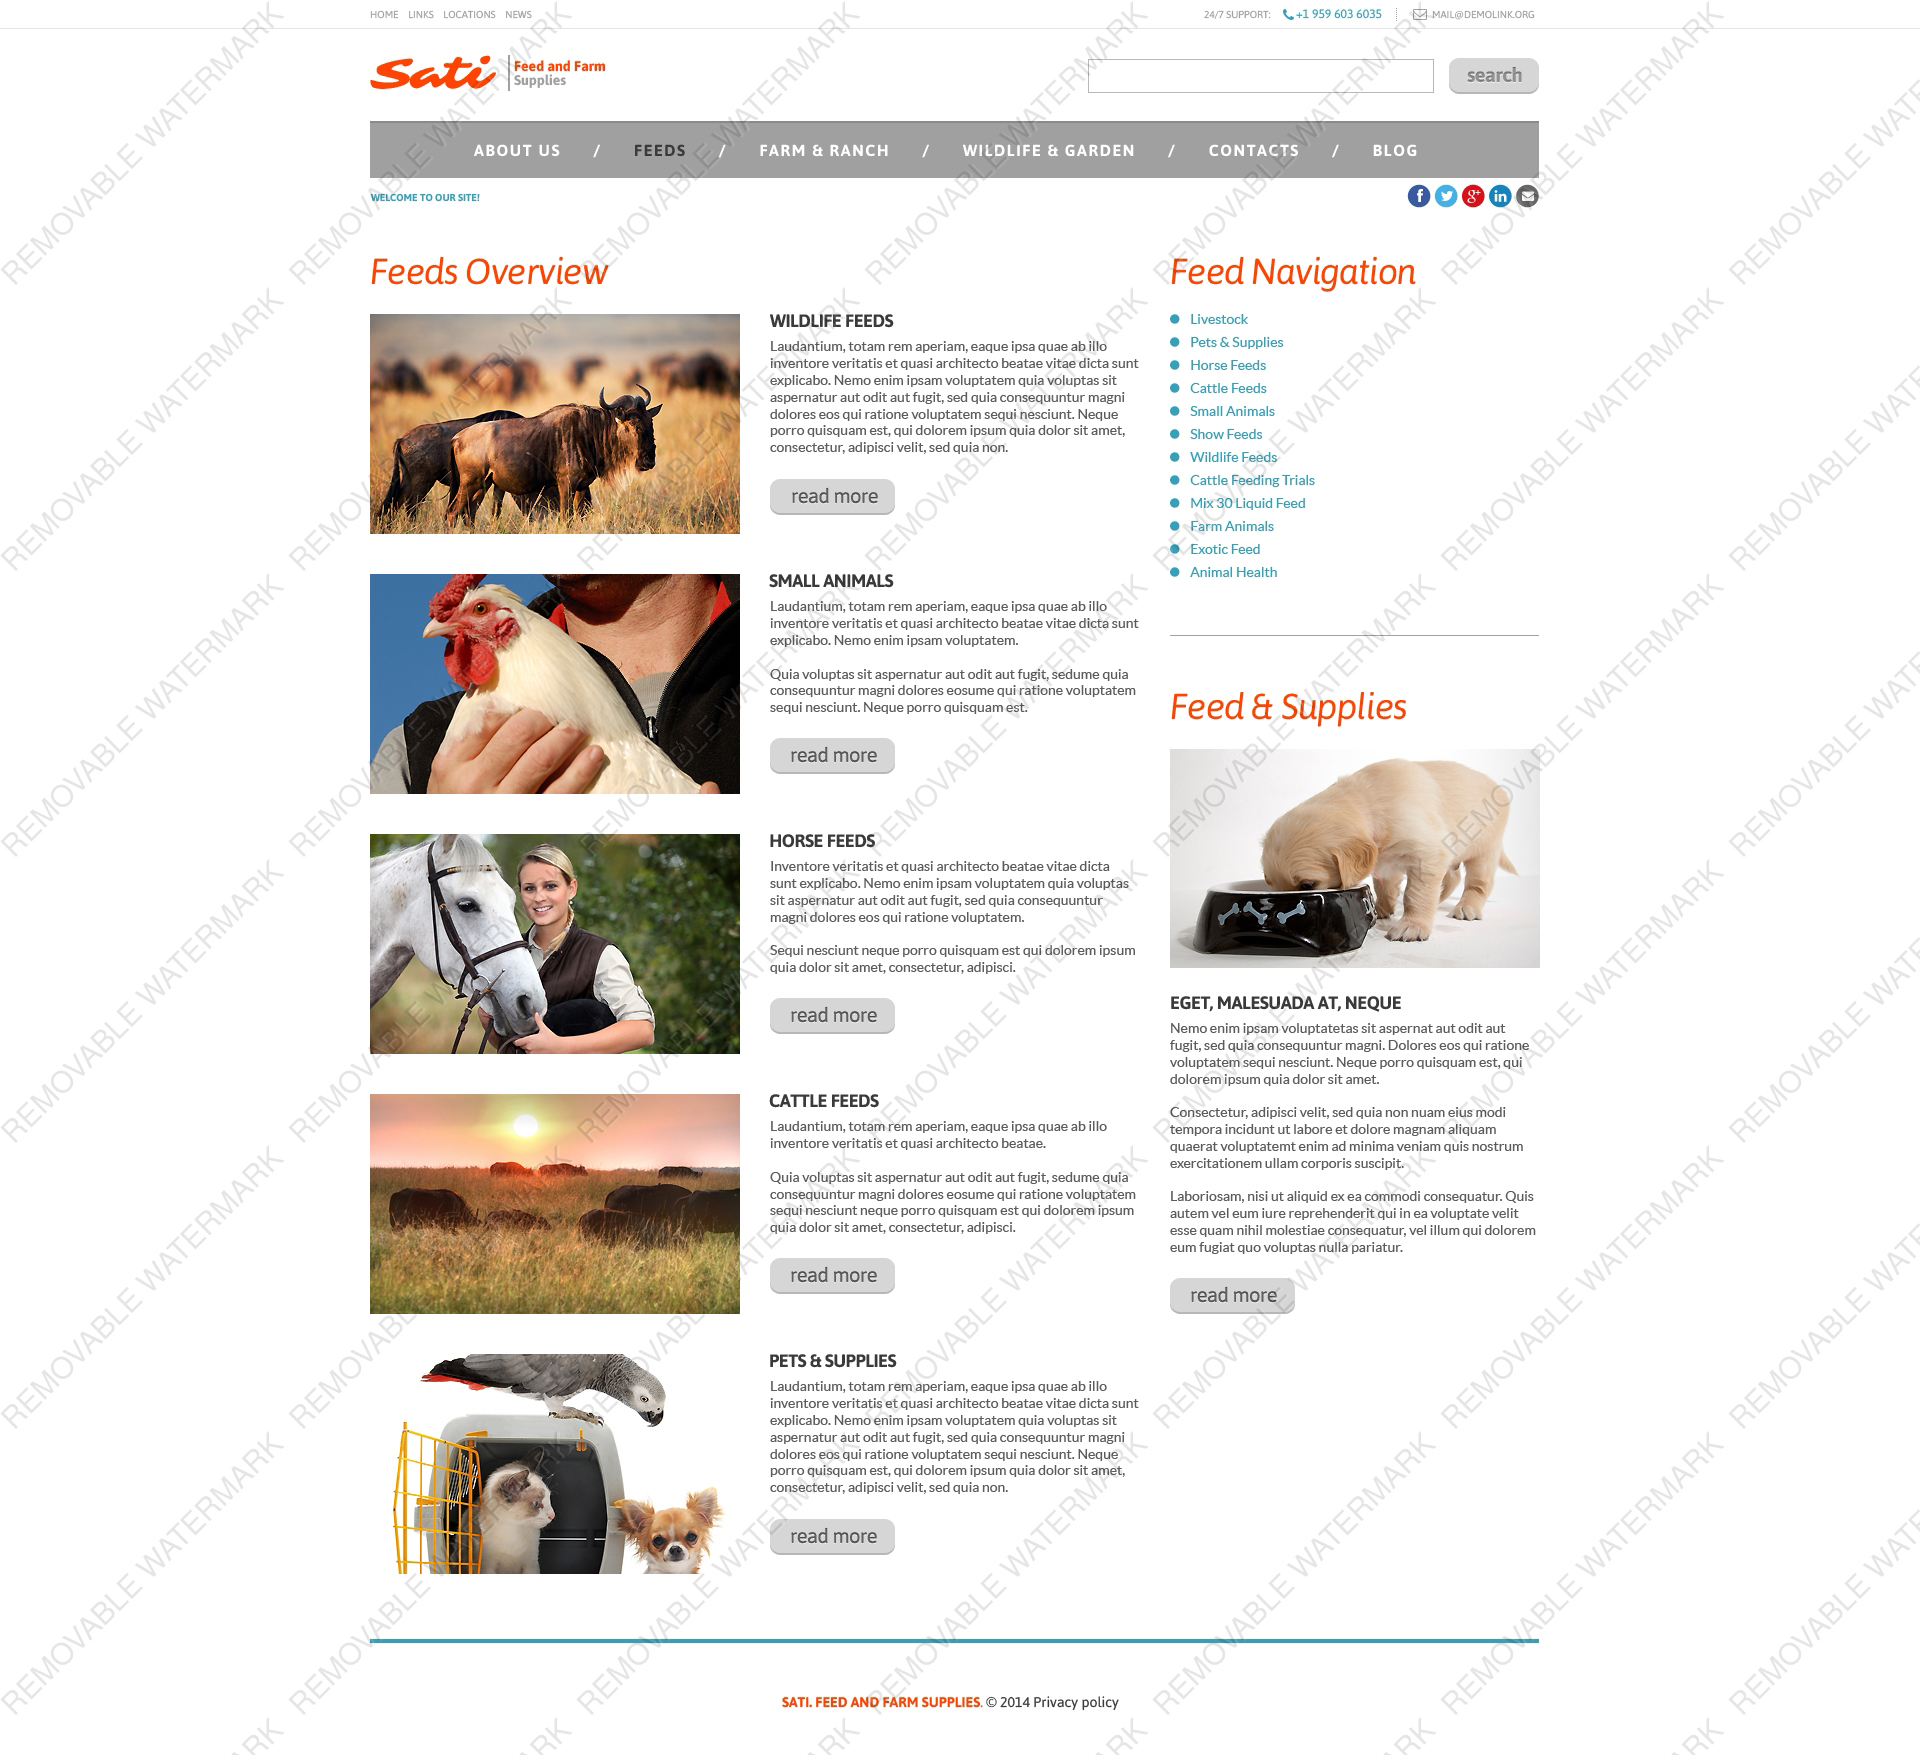 HOME LINKS LOCATIONS NEWS
24/7 SUPPORT: +1 959 603 6035 MAIL@DEMOLINK.ORG
Sati
Feed and Farm
Supplies
search
ABOUT US / FEEDS / FARM & RANCH / WILDLIFE & GARDEN / CONTACTS / BLOG
WELCOME TO OUR SITE!
Feeds Overview
WILDLIFE FEEDS
Laudantium, totam rem aperiam, eaque ipsa quae ab illo
inventore veritatis et quasi architecto beatae vitae dicta sunt
explicabo. Nemo enim ipsam voluptatem quia voluptas sit
aspernatur aut odit aut fugit, sed quia consequuntur magni
dolores eos qui ratione voluptatem sequi nesciunt. Neque
porro quisquam est, qui dolorem ipsum quia dolor sit amet,
consectetur, adipisci velit, sed quia non.
read more
SMALL ANIMALS
Laudantium, totam rem aperiam, eaque ipsa quae ab illo
inventore veritatis et quasi architecto beatae vitae dicta sunt
explicabo. Nemo enim ipsam voluptatem.
Quia voluptas sit aspernatur aut odit aut fugit, sedume quia
consequuntur magni dolores eosume qui ratione voluptatem
sequi nesciunt. Neque porro quisquam est.
read more
HORSE FEEDS
Inventore veritatis et quasi architecto beatae vitae dicta
sunt explicabo. Nemo enim ipsam voluptatem quia voluptas
sit aspernatur aut odit aut fugit, sed quia consequuntur
magni dolores eos qui ratione voluptatem.
Sequi nesciunt neque porro quisquam est qui dolorem ipsum
quia dolor sit amet, consectetur, adipisci.
read more
CATTLE FEEDS
Laudantium, totam rem aperiam, eaque ipsa quae ab illo
inventore veritatis et quasi architecto beatae.
Quia voluptas sit aspernatur aut odit aut fugit, sedume quia
consequuntur magni dolores eosume qui ratione voluptatem
sequi nesciunt neque porro quisquam est qui dolorem ipsum
quia dolor sit amet, consectetur, adipisci.
read more
PETS & SUPPLIES
Laudantium, totam rem aperiam, eaque ipsa quae ab illo
inventore veritatis et quasi architecto beatae vitae dicta sunt
explicabo. Nemo enim ipsam voluptatem quia voluptas sit
aspernatur aut odit aut fugit, sed quia consequuntur magni
dolores eos qui ratione voluptatem sequi nesciunt. Neque
porro quisquam est, qui dolorem ipsum quia dolor sit amet,
consectetur, adipisci velit, sed quia non.
read more
Feed Navigation
Livestock
Pets & Supplies
Horse Feeds
Cattle Feeds
Small Animals
Show Feeds
Wildlife Feeds
Cattle Feeding Trials
Mix 30 Liquid Feed
Farm Animals
Exotic Feed
Animal Health
Feed & Supplies
EGET, MALESUADA AT, NEQUE
Nemo enim ipsam voluptatetas sit aspernat aut odit aut
fugit, sed quia consequuntur magni. Dolores eos qui ratione
voluptatem sequi nesciunt. Neque porro quisquam est, qui
dolorem ipsum quia dolor sit amet.
Consectetur, adipisci velit, sed quia non nuam eius modi
tempora incidunt ut labore et dolore magnam aliquam
quaerat voluptatemt enim ad minima veniam quis nostrum
exercitationem ullam corporis suscipit.
Laboriosam, nisi ut aliquid ex ea commodi consequatur. Quis
autem vel eum iure reprehenderit qui in ea voluptate velit
esse quam nihil molestiae consequatur, vel illum qui dolorem
eum fugiat quo voluptas nulla pariatur.
read more
SATI. FEED AND FARM SUPPLIES. © 2014 Privacy policy
REMOVABLE WATERMARK